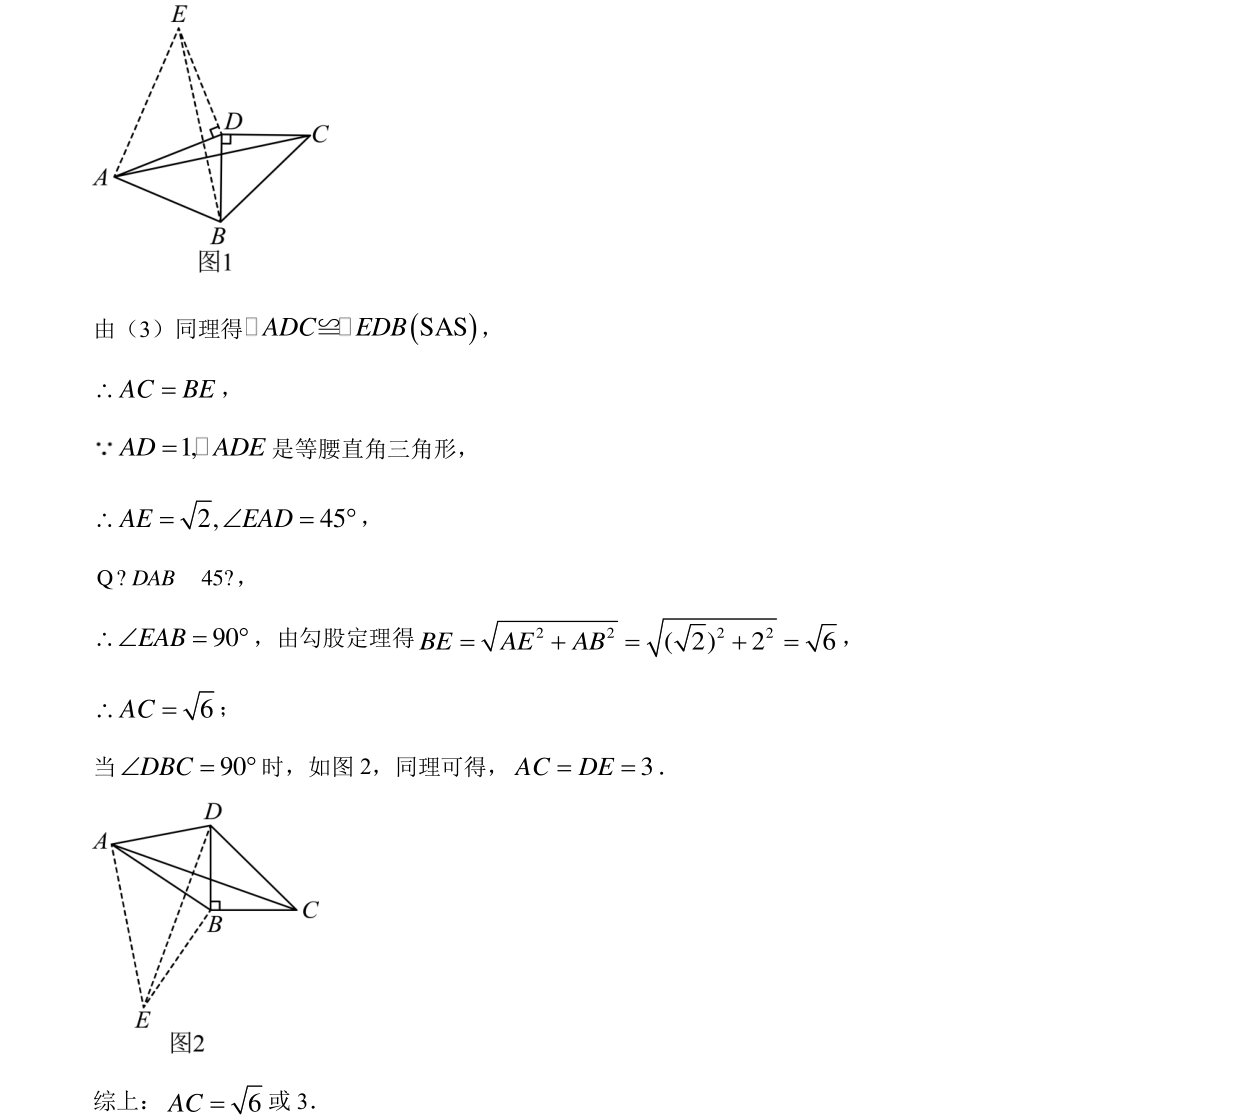 E
D
C
A
B
图1
由（3）同理得□ADC≌□EDB(SAS)，
∴AC = BE，
∵AD = 1,□ADE是等腰直角三角形，
∴AE = √2,∠EAD = 45°，
Q?DAB 45?，
∴∠EAB = 90°，由勾股定理得BE = √(AE² + AB²) = √((√2)² + 2²) = √6，
∴AC = √6；
当∠DBC = 90°时，如图2，同理可得，AC = DE = 3．
D
A
B
C
E
图2
综上：AC = √6或3．